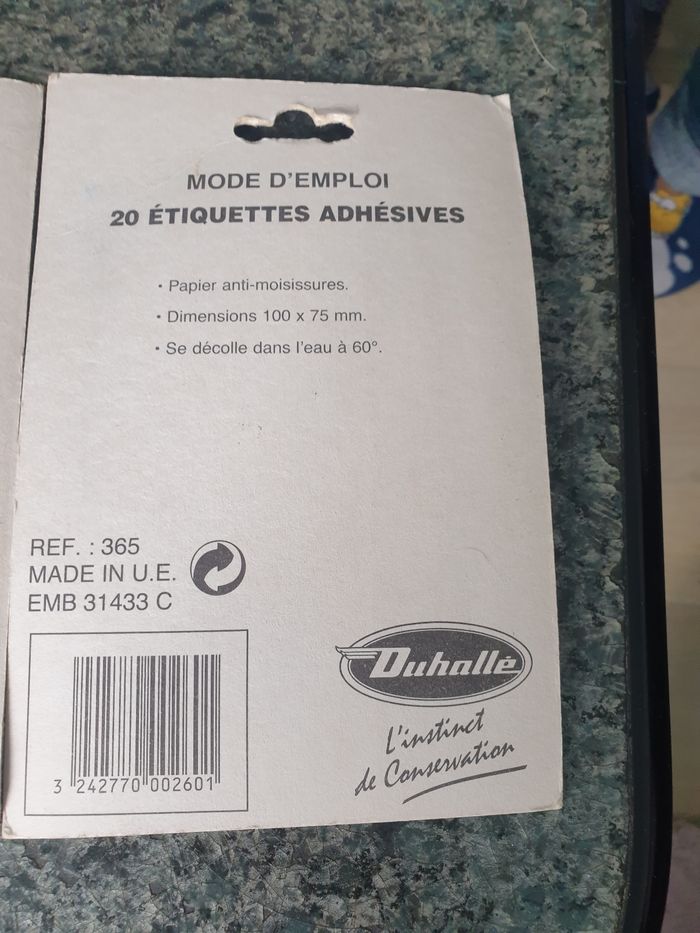 MODE D'EMPLOI
20 ÉTIQUETTES ADHÉSIVES
• Papier anti-moisissures.
• Dimensions 100 x 75 mm.
• Se décolle dans l'eau à 60°.
REF. : 365
MADE IN U.E.
EMB 31433 C
3 242770 002601
Duhallé
L'instinct
de Conservation